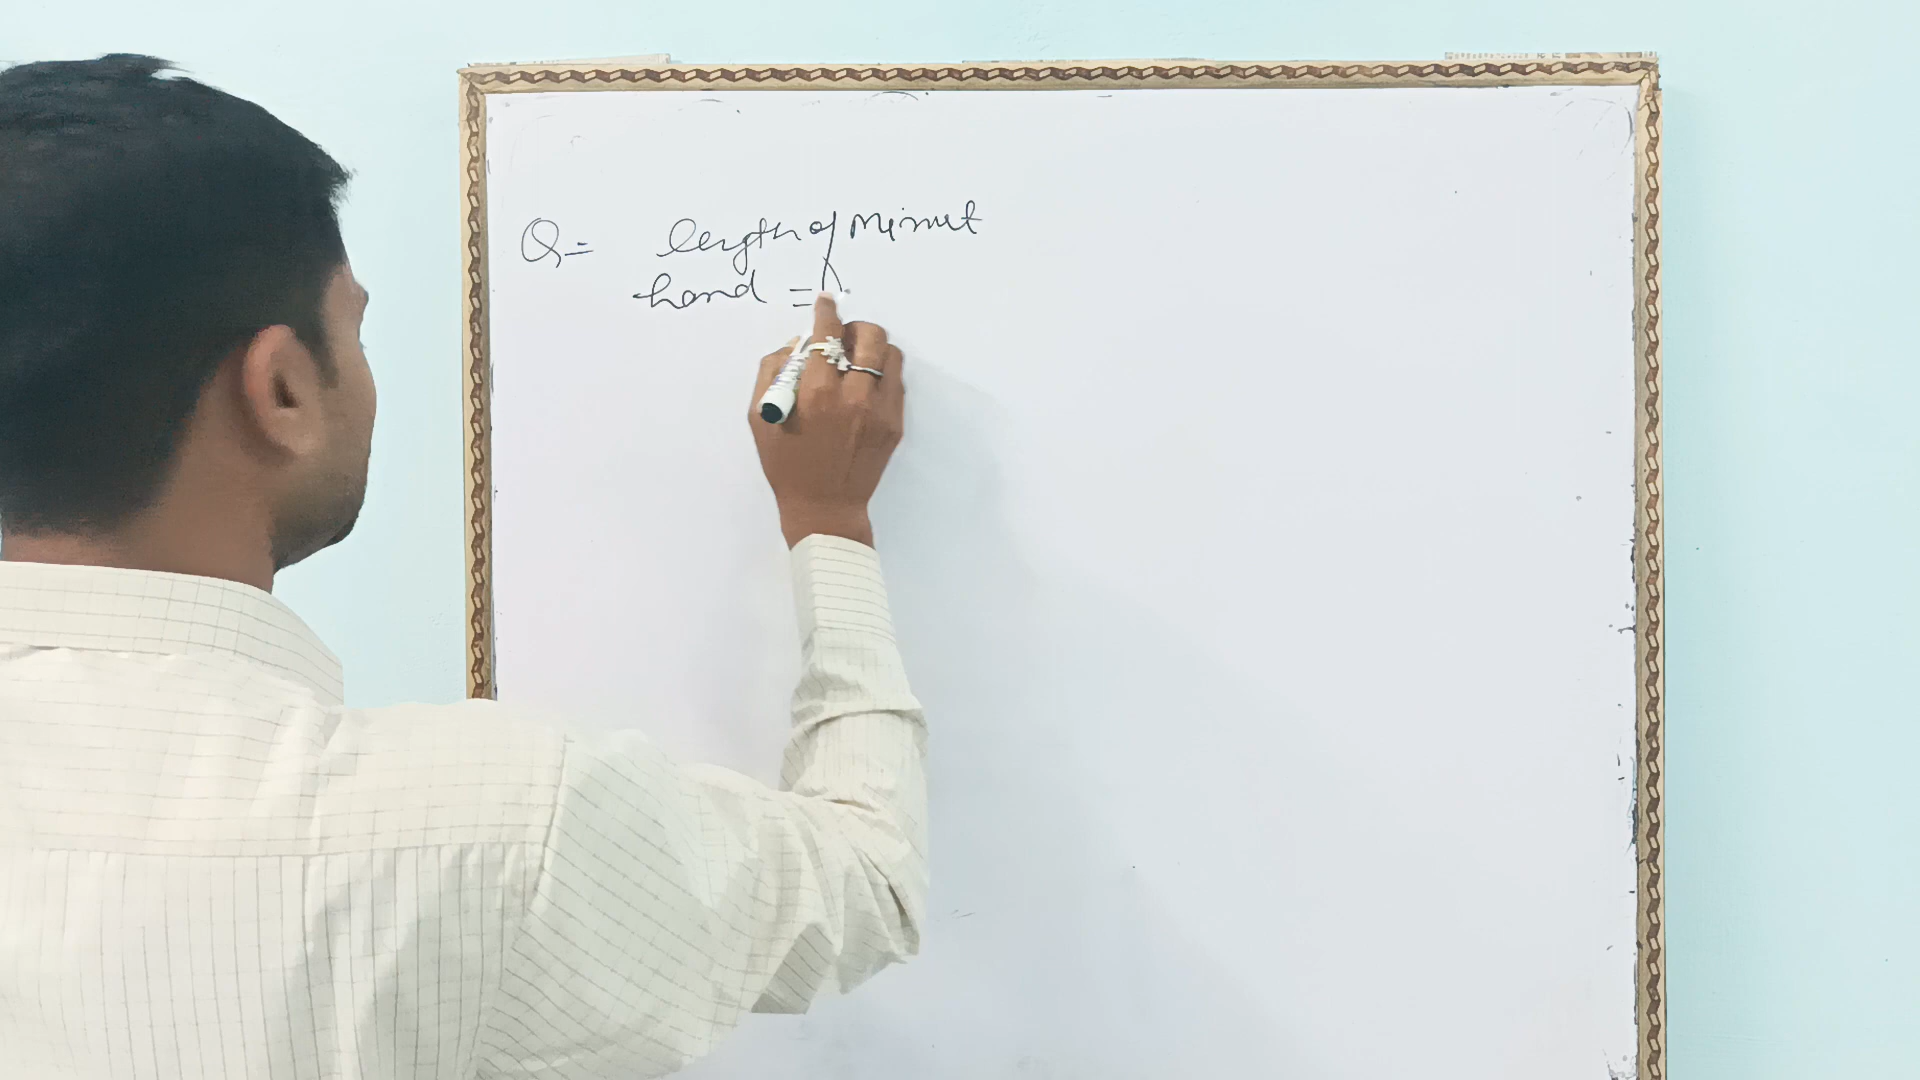 Q= length of Minut
hand =